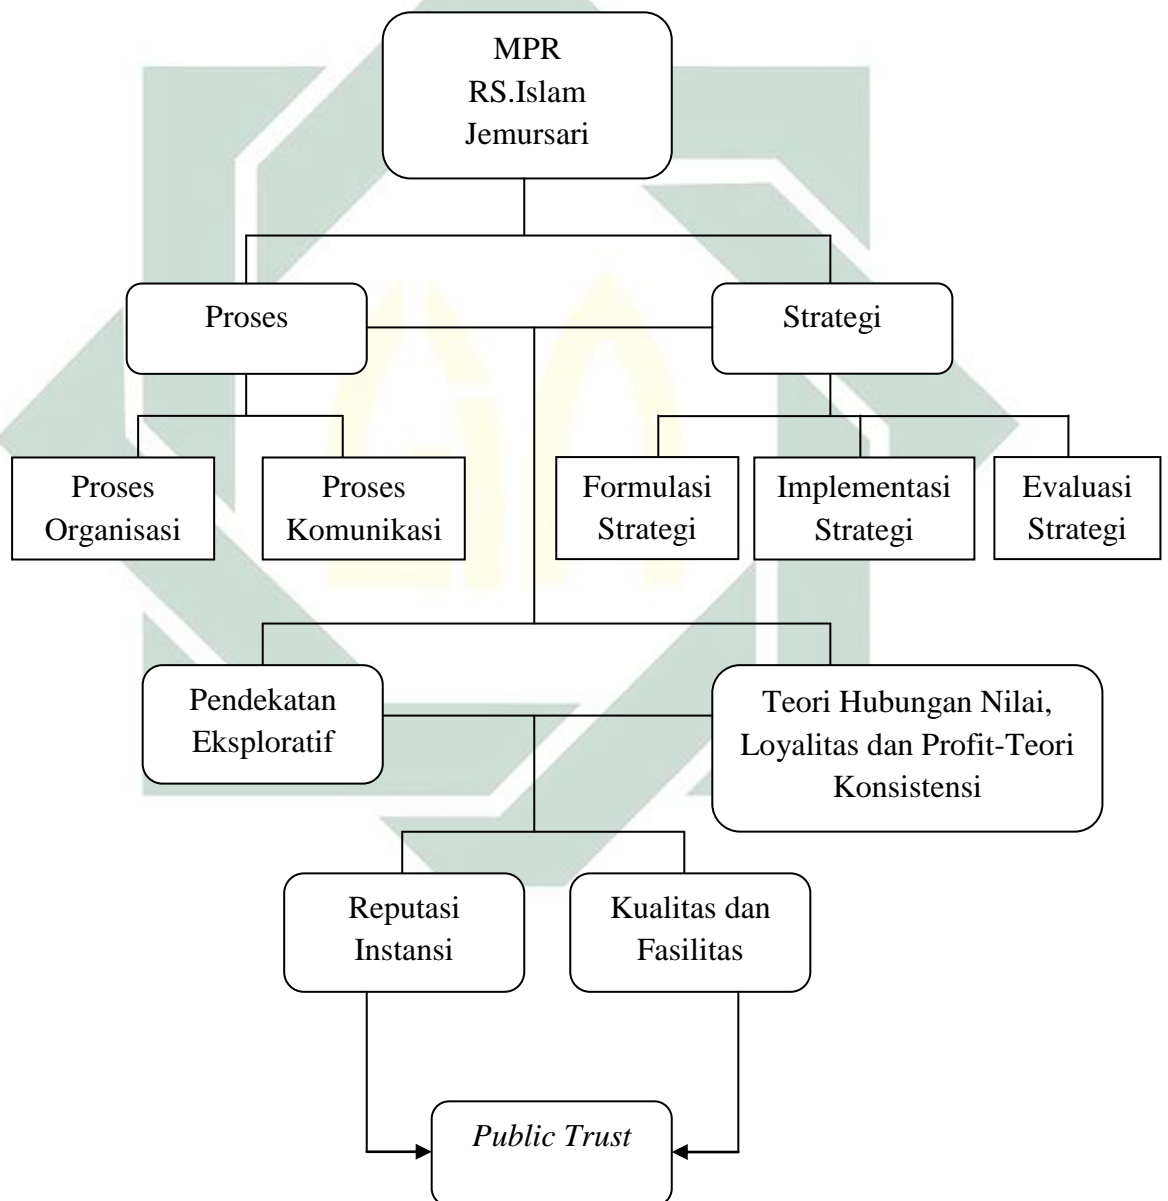 MPR
RS.Islam
Jemursari
Proses
Strategi
Proses
Organisasi
Proses
Komunikasi
Formulasi
Strategi
Implementasi
Strategi
Evaluasi
Strategi
Pendekatan
Eksploratif
Teori Hubungan Nilai,
Loyalitas dan Profit-Teori
Konsistensi
Reputasi
Instansi
Kualitas dan
Fasilitas
Public Trust